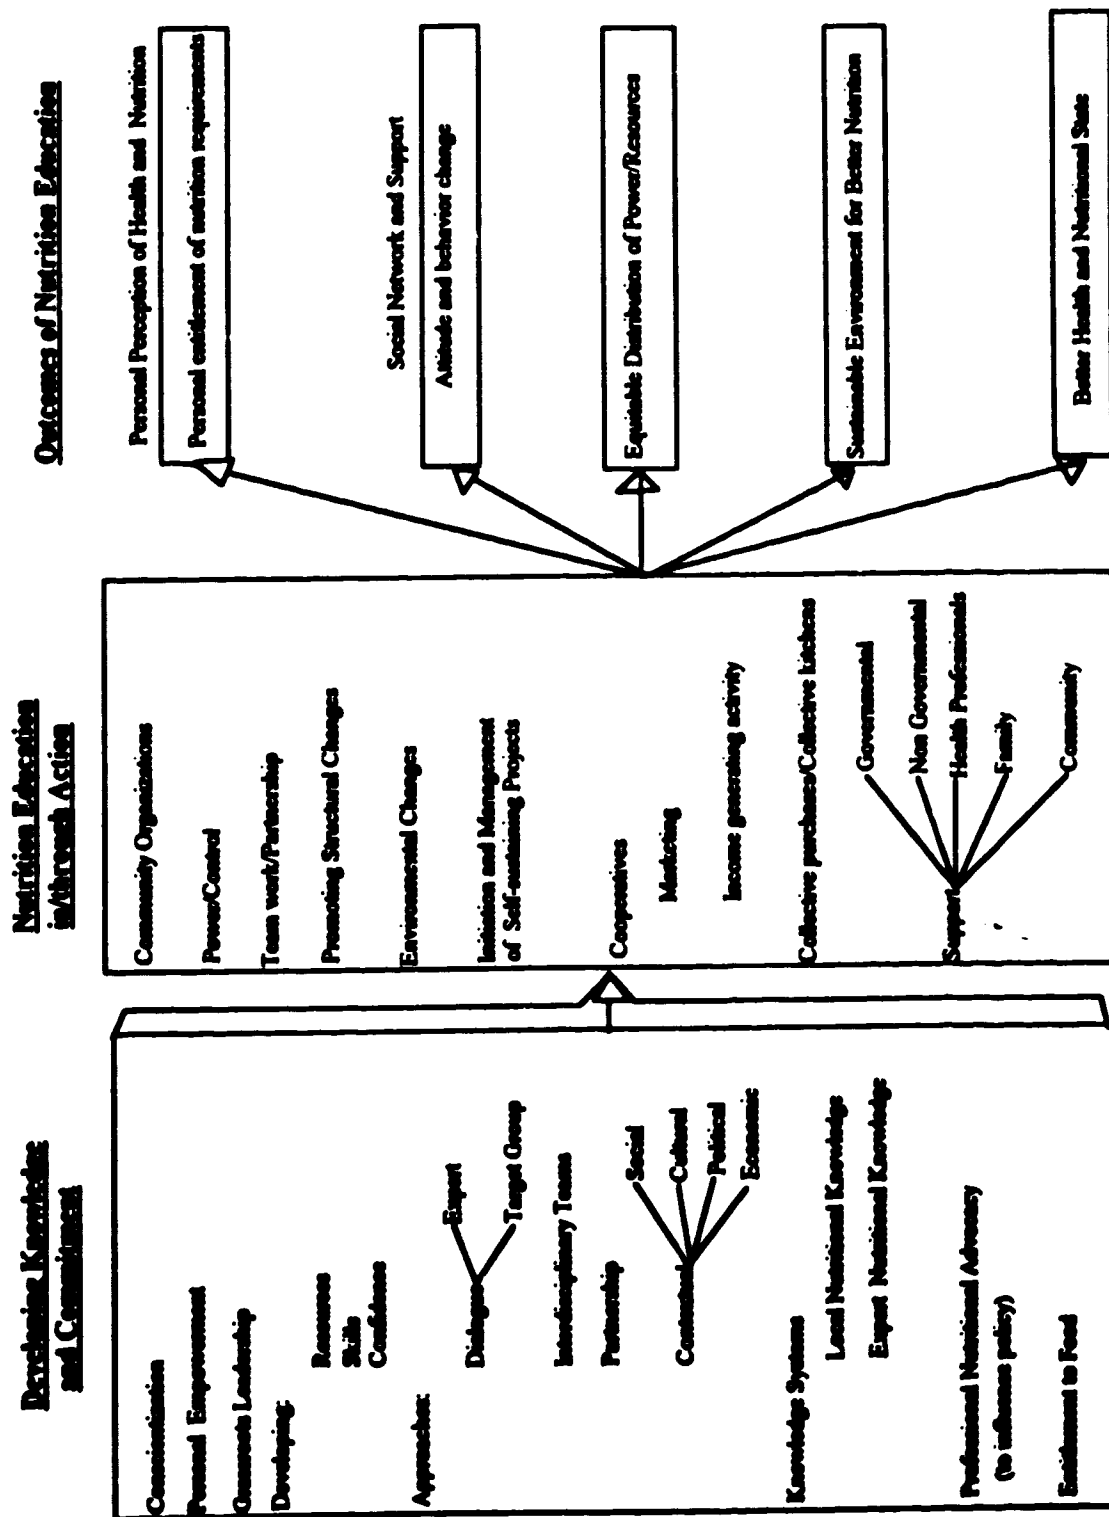 Developing Knowledge
and Commitment
Conscientization
Personal Empowerment
Grassroots Leadership
Developing:
Resources
Skills
Confidence
Approaches:
Dialogue
Expert
Target Group
Interdisciplinary Teams
Partnership
Contextual
Social
Cultural
Political
Economic
Knowledge Systems
Local Nutritional Knowledge
Expert Nutritional Knowledge
Professional Nutritional Advocacy
(to influence policy)
Entitlement to Food
Nutrition Education
in/through Action
Community Organizations
Power/Control
Team work/Partnership
Promoting Structural Changes
Environmental Changes
Initiation and Management
of Self-sustaining Projects
Cooperatives
Marketing
Income generating activity
Collective purchases/Collective kitchens
Support
Governmental
Non Governmental
Health Professionals
Family
Community
Outcomes of Nutrition Education
Personal Perception of Health and Nutrition
Personal entitlement of nutrition requirements
Social Network and Support
Attitude and behavior change
Equitable Distribution of Power/Resources
Sustainable Environment for Better Nutrition
Better Health and Nutritional State